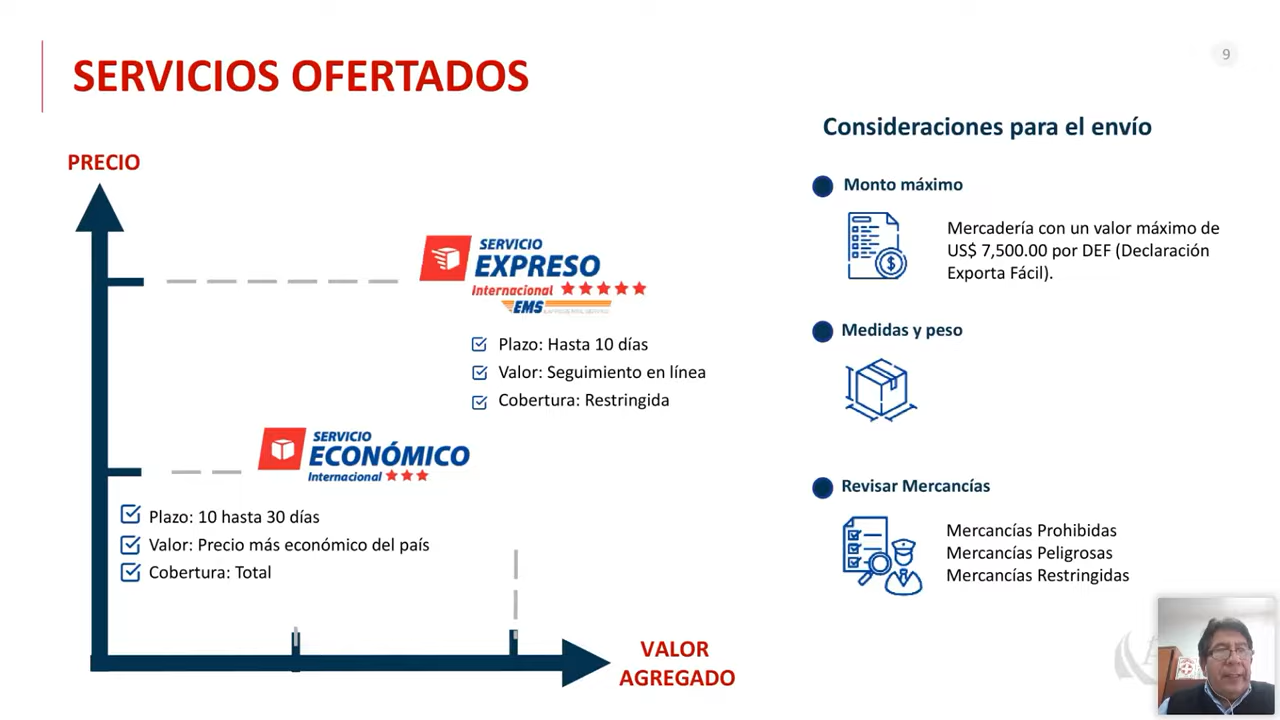 9
SERVICIOS OFERTADOS
PRECIO
SERVICIO
EXPRESO
Internacional
EMS
Plazo: Hasta 10 días
Valor: Seguimiento en línea
Cobertura: Restringida
SERVICIO
ECONÓMICO
Internacional
Plazo: 10 hasta 30 días
Valor: Precio más económico del país
Cobertura: Total
VALOR
AGREGADO
Consideraciones para el envío
Monto máximo
Mercadería con un valor máximo de
US$ 7,500.00 por DEF (Declaración
Exporta Fácil).
Medidas y peso
Revisar Mercancías
Mercancías Prohibidas
Mercancías Peligrosas
Mercancías Restringidas